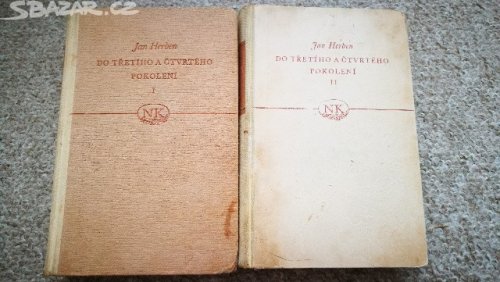 SBAZAR.CZ
Jan Herben
DO TŘETÍHO A ČTVRTÉHO
POKOLENÍ
I
NK
Jan Herben
DO TŘETÍHO A ČTVRTÉHO
POKOLENÍ
II
NK